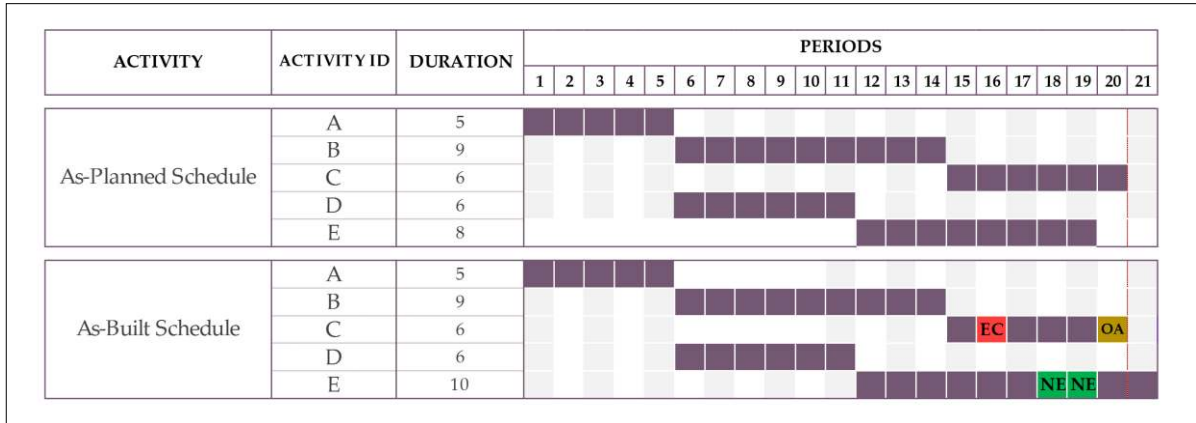 ACTIVITY ACTIVITY ID DURATION PERIODS
1 2 3 4 5 6 7 8 9 10 11 12 13 14 15 16 17 18 19 20 21
As-Planned Schedule
A 5
B 9
C 6
D 6
E 8
As-Built Schedule
A 5
B 9
C 6 EC OA
D 6
E 10 NE NE